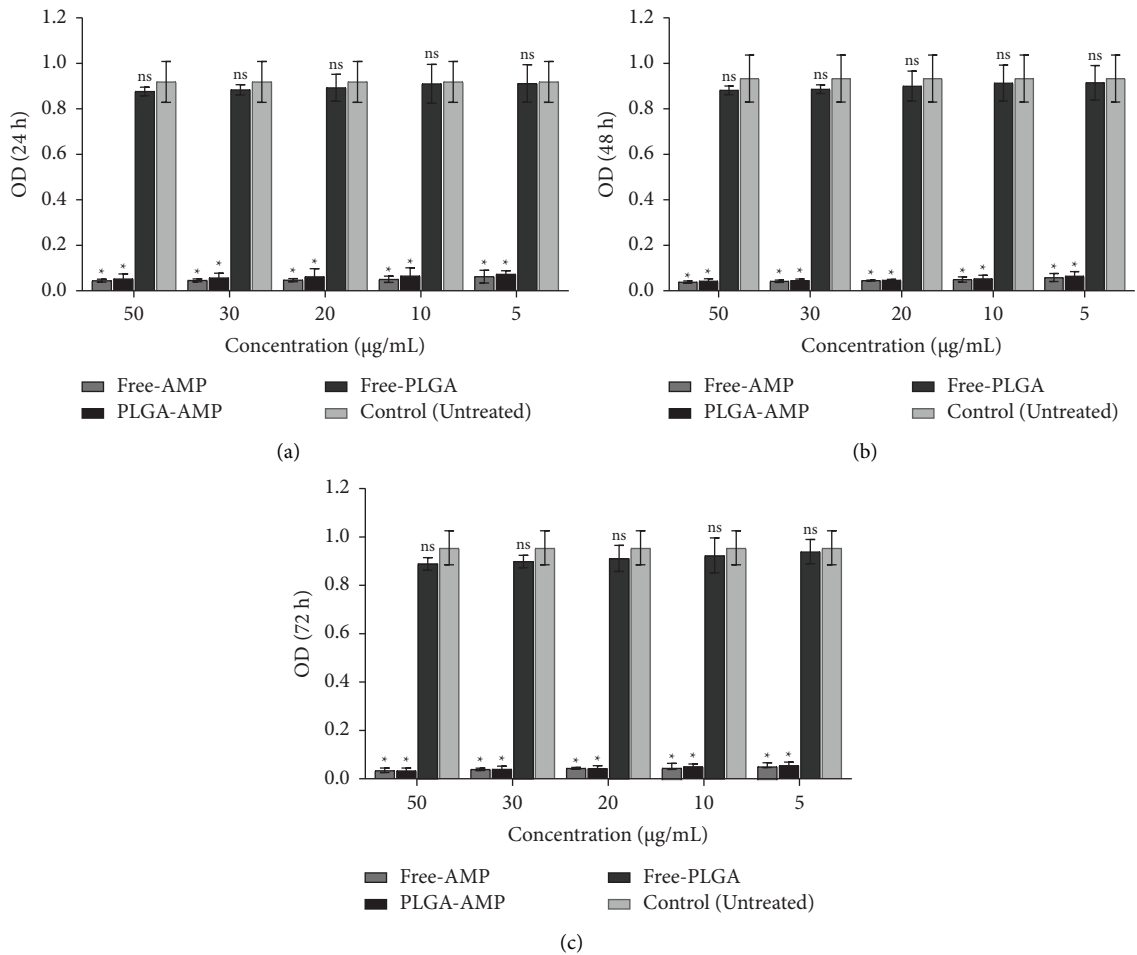 1.2
1.0
0.8
0.6
0.4
0.2
0.0
OD (24 h)
ns ns ns ns ns
* * * * * * * * * *
50 30 20 10 5
Concentration (µg/mL)
Free-AMP Free-PLGA
PLGA-AMP Control (Untreated)
(a)
1.2
1.0
0.8
0.6
0.4
0.2
0.0
OD (48 h)
ns ns ns ns ns
* * * * * * * * * *
50 30 20 10 5
Concentration (µg/mL)
Free-AMP Free-PLGA
PLGA-AMP Control (Untreated)
(b)
1.2
1.0
0.8
0.6
0.4
0.2
0.0
OD (72 h)
ns ns ns ns ns
* * * * * * * * * *
50 30 20 10 5
Concentration (µg/mL)
Free-AMP Free-PLGA
PLGA-AMP Control (Untreated)
(c)